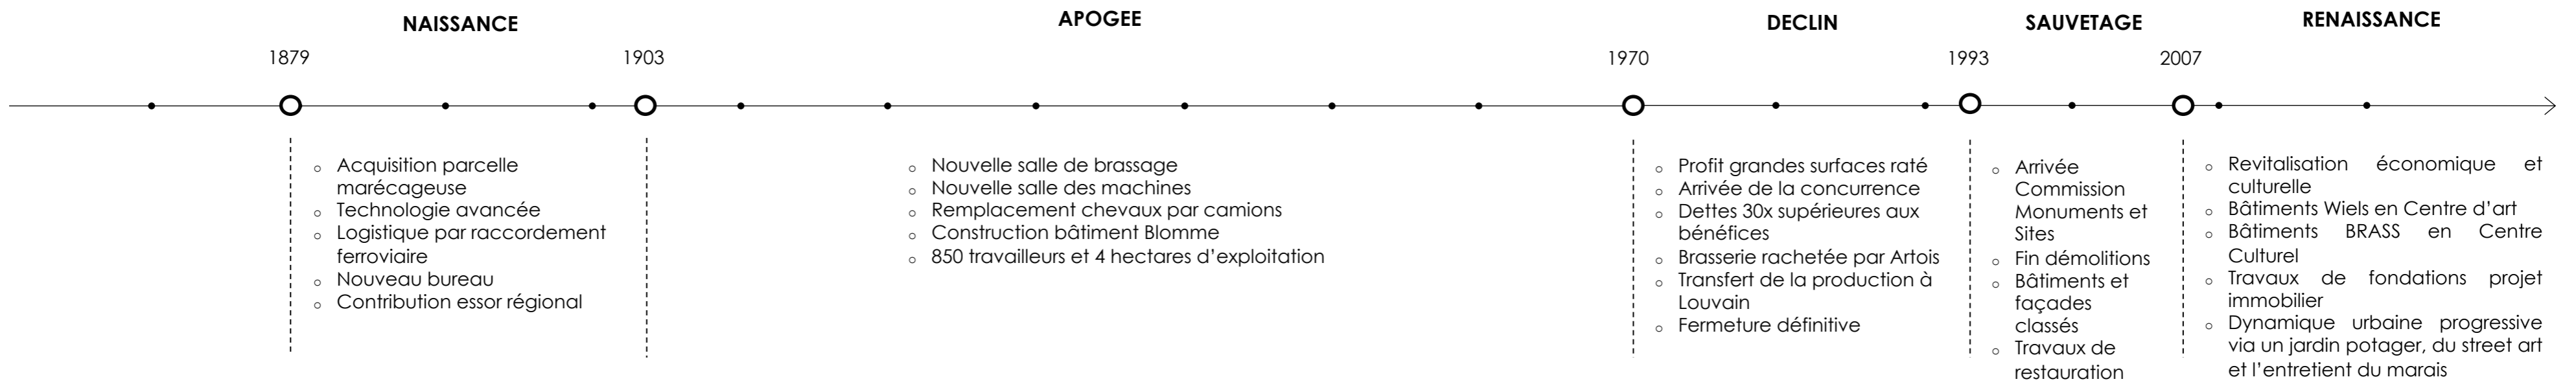 NAISSANCE
APOGEE
DECLIN
SAUVETAGE
RENAISSANCE
1879
1903
1970
1993
2007
Acquisition parcelle
marécageuse
Technologie avancée
Logistique par raccordement
ferroviaire
Nouveau bureau
Contribution essor régional
Nouvelle salle de brassage
Nouvelle salle des machines
Remplacement chevaux par camions
Construction bâtiment Blomme
850 travailleurs et 4 hectares d'exploitation
Profit grandes surfaces raté
Arrivée de la concurrence
Dettes 30x supérieures aux
bénéfices
Brasserie rachetée par Artois
Transfert de la production à
Louvain
Fermeture définitive
Arrivée
Commission
Monuments et
Sites
Fin démolitions
Bâtiments et
façades
classés
Travaux de
restauration
Revitalisation économique et
culturelle
Bâtiments Wiels en Centre d'art
Bâtiments BRASS en Centre
Culturel
Travaux de fondations projet
immobilier
Dynamique urbaine progressive
via un jardin potager, du street art
et l'entretient du marais